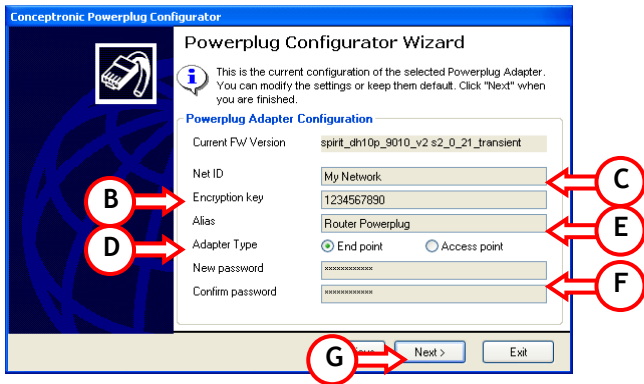 Conceptronic Powerplug Configurator
Powerplug Configurator Wizard
This is the current configuration of the selected Powerplug Adapter.
You can modify the settings or keep them default. Click "Next" when
you are finished.
Powerplug Adapter Configuration
Current FW Version spirit_dh10p_9010_v2 s2_0_21_transient
Net ID My Network
C
B
Encryption key 1234567890
Alias Router Powerplug
E
D
Adapter Type End point Access point
New password xxxxxxxxxxxx
F
Confirm password xxxxxxxxxxxx
G
Next > Exit